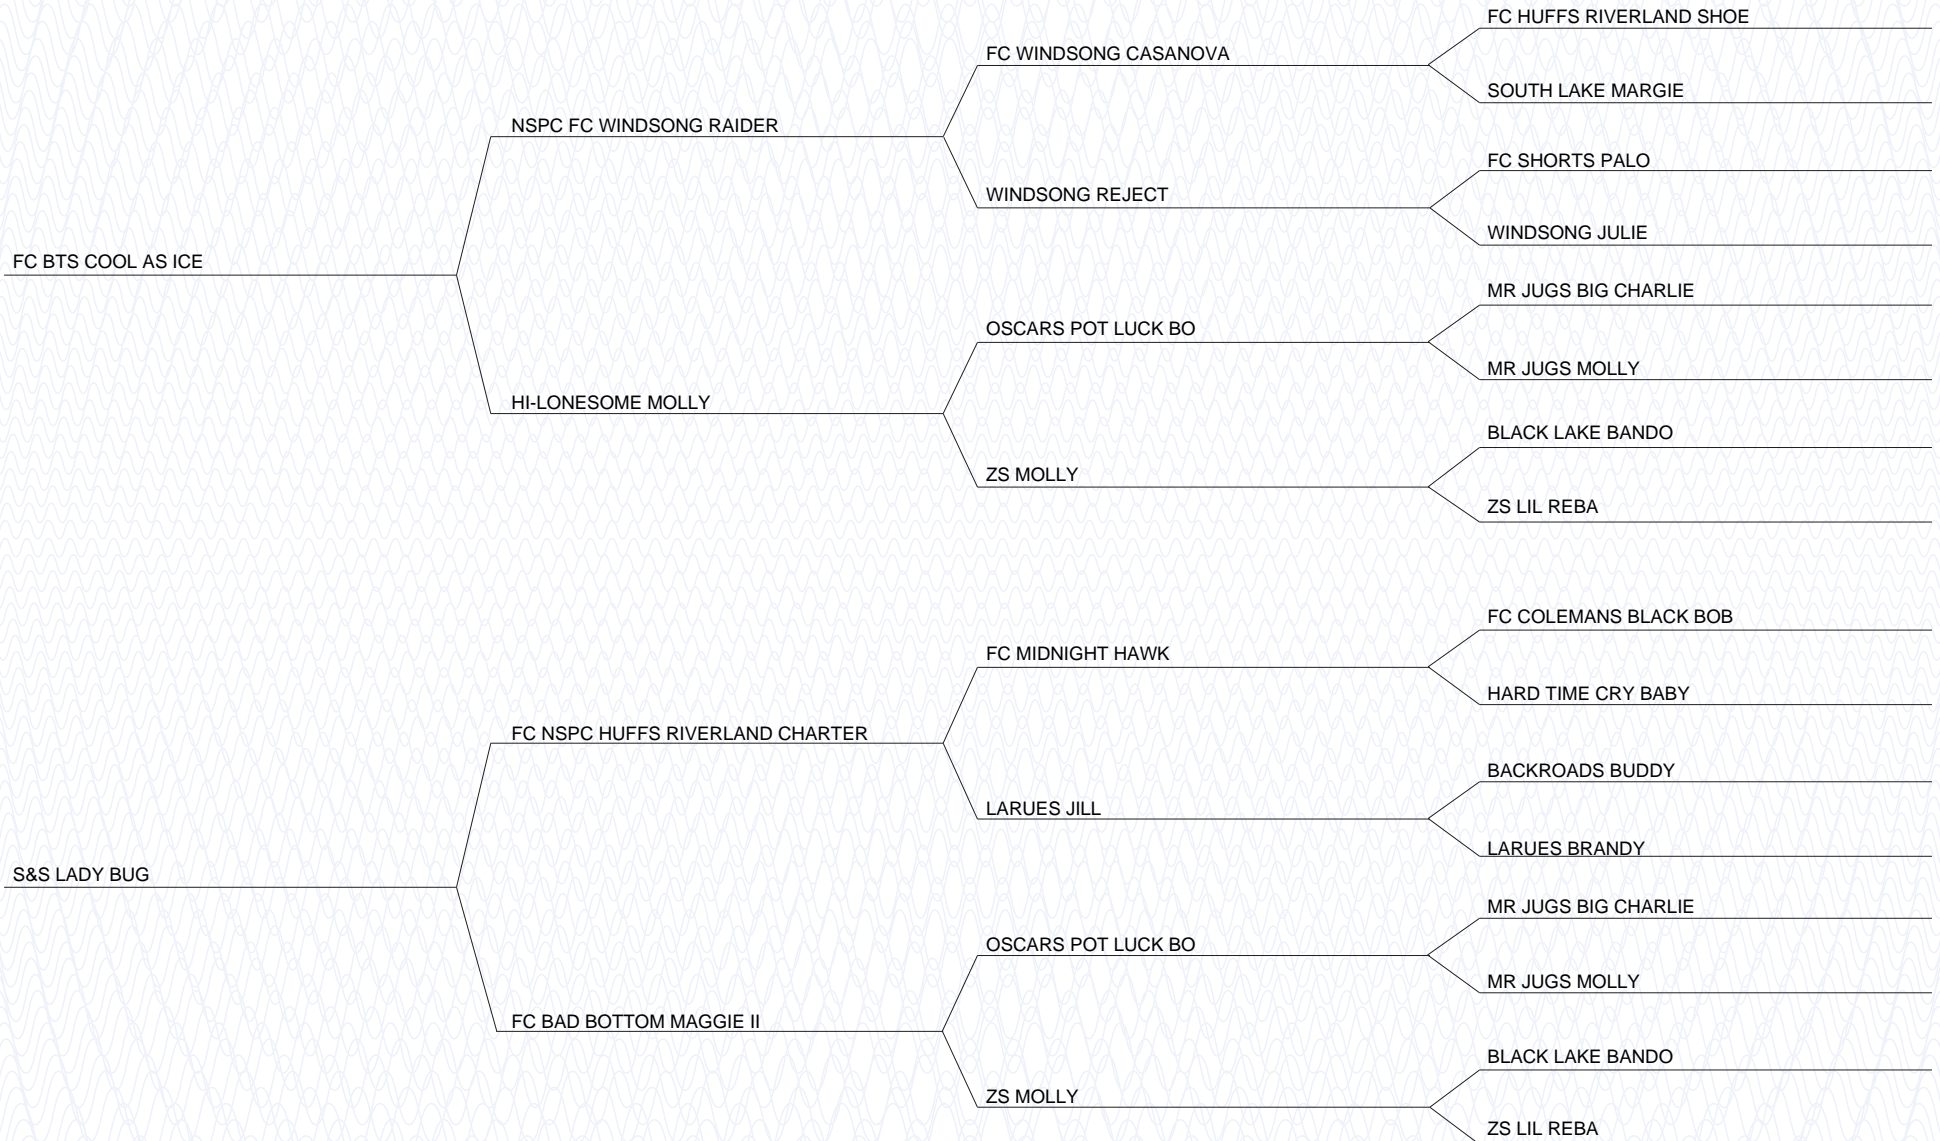 FC HUFFS RIVERLAND SHOE
FC WINDSONG CASANOVA
SOUTH LAKE MARGIE
NSPC FC WINDSONG RAIDER
FC SHORTS PALO
WINDSONG REJECT
WINDSONG JULIE
FC BTS COOL AS ICE
MR JUGS BIG CHARLIE
OSCARS POT LUCK BO
MR JUGS MOLLY
HI-LONESOME MOLLY
BLACK LAKE BANDO
ZS MOLLY
ZS LIL REBA
FC COLEMANS BLACK BOB
FC MIDNIGHT HAWK
HARD TIME CRY BABY
FC NSPC HUFFS RIVERLAND CHARTER
BACKROADS BUDDY
LARUES JILL
LARUES BRANDY
S&S LADY BUG
MR JUGS BIG CHARLIE
OSCARS POT LUCK BO
MR JUGS MOLLY
FC BAD BOTTOM MAGGIE II
BLACK LAKE BANDO
ZS MOLLY
ZS LIL REBA